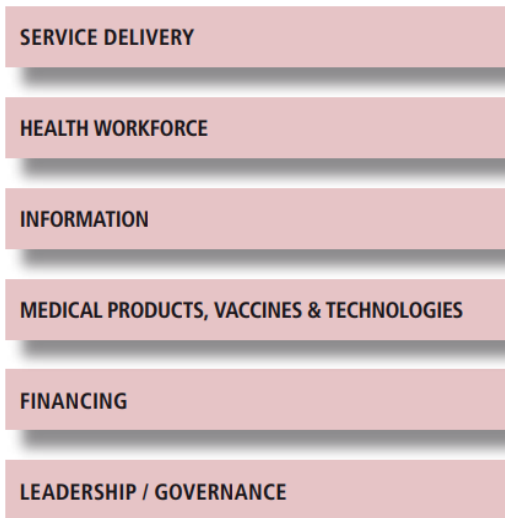 SERVICE DELIVERY
HEALTH WORKFORCE
INFORMATION
MEDICAL PRODUCTS, VACCINES & TECHNOLOGIES
FINANCING
LEADERSHIP / GOVERNANCE